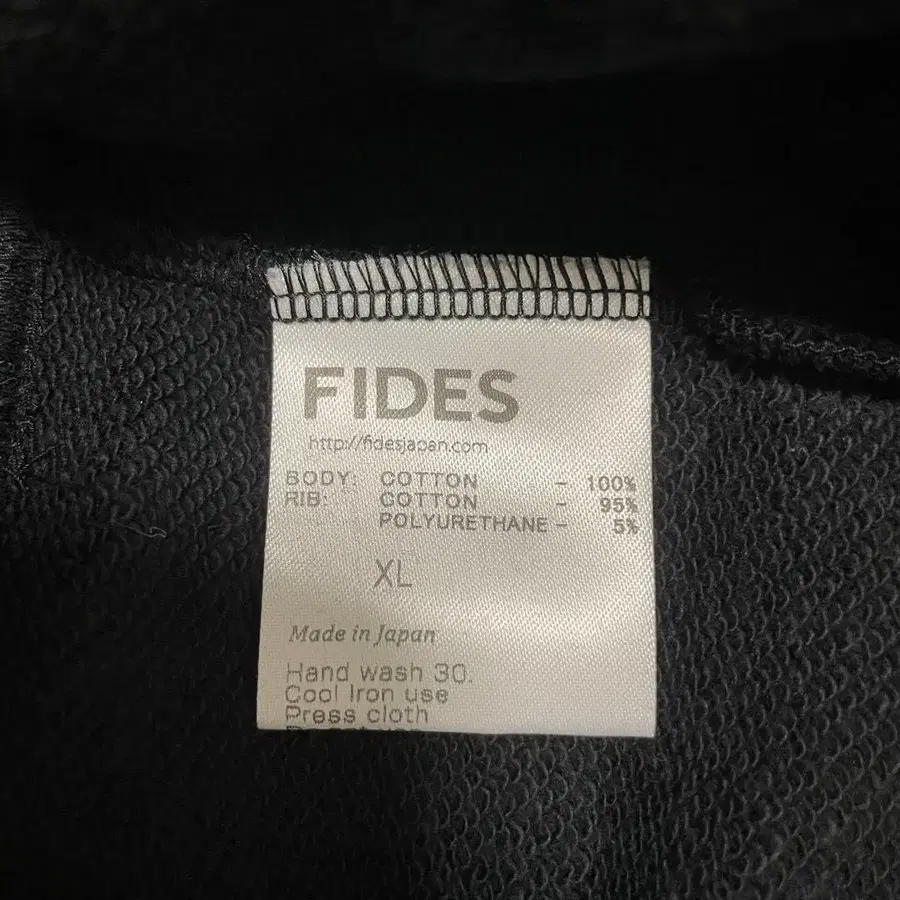 FIDES
http://fidesjapan.com
BODY: COTTON - 100%
RIB: COTTON - 95%
POLYURETHANE - 5%
XL
Made in Japan
Hand wash 30.
Cool Iron use
Press cloth